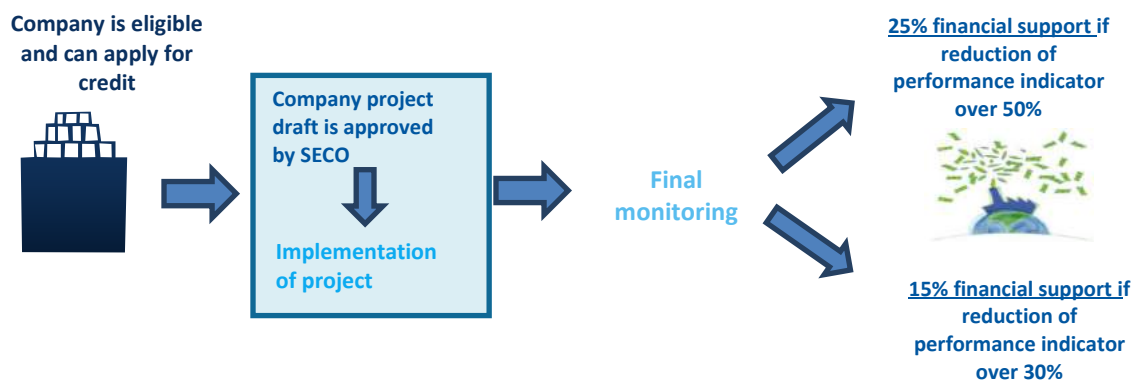 Company is eligible
and can apply for
credit
Company project
draft is approved
by SECO
Implementation
of project
Final
monitoring
25% financial support if
reduction of
performance indicator
over 50%
15% financial support if
reduction of
performance indicator
over 30%